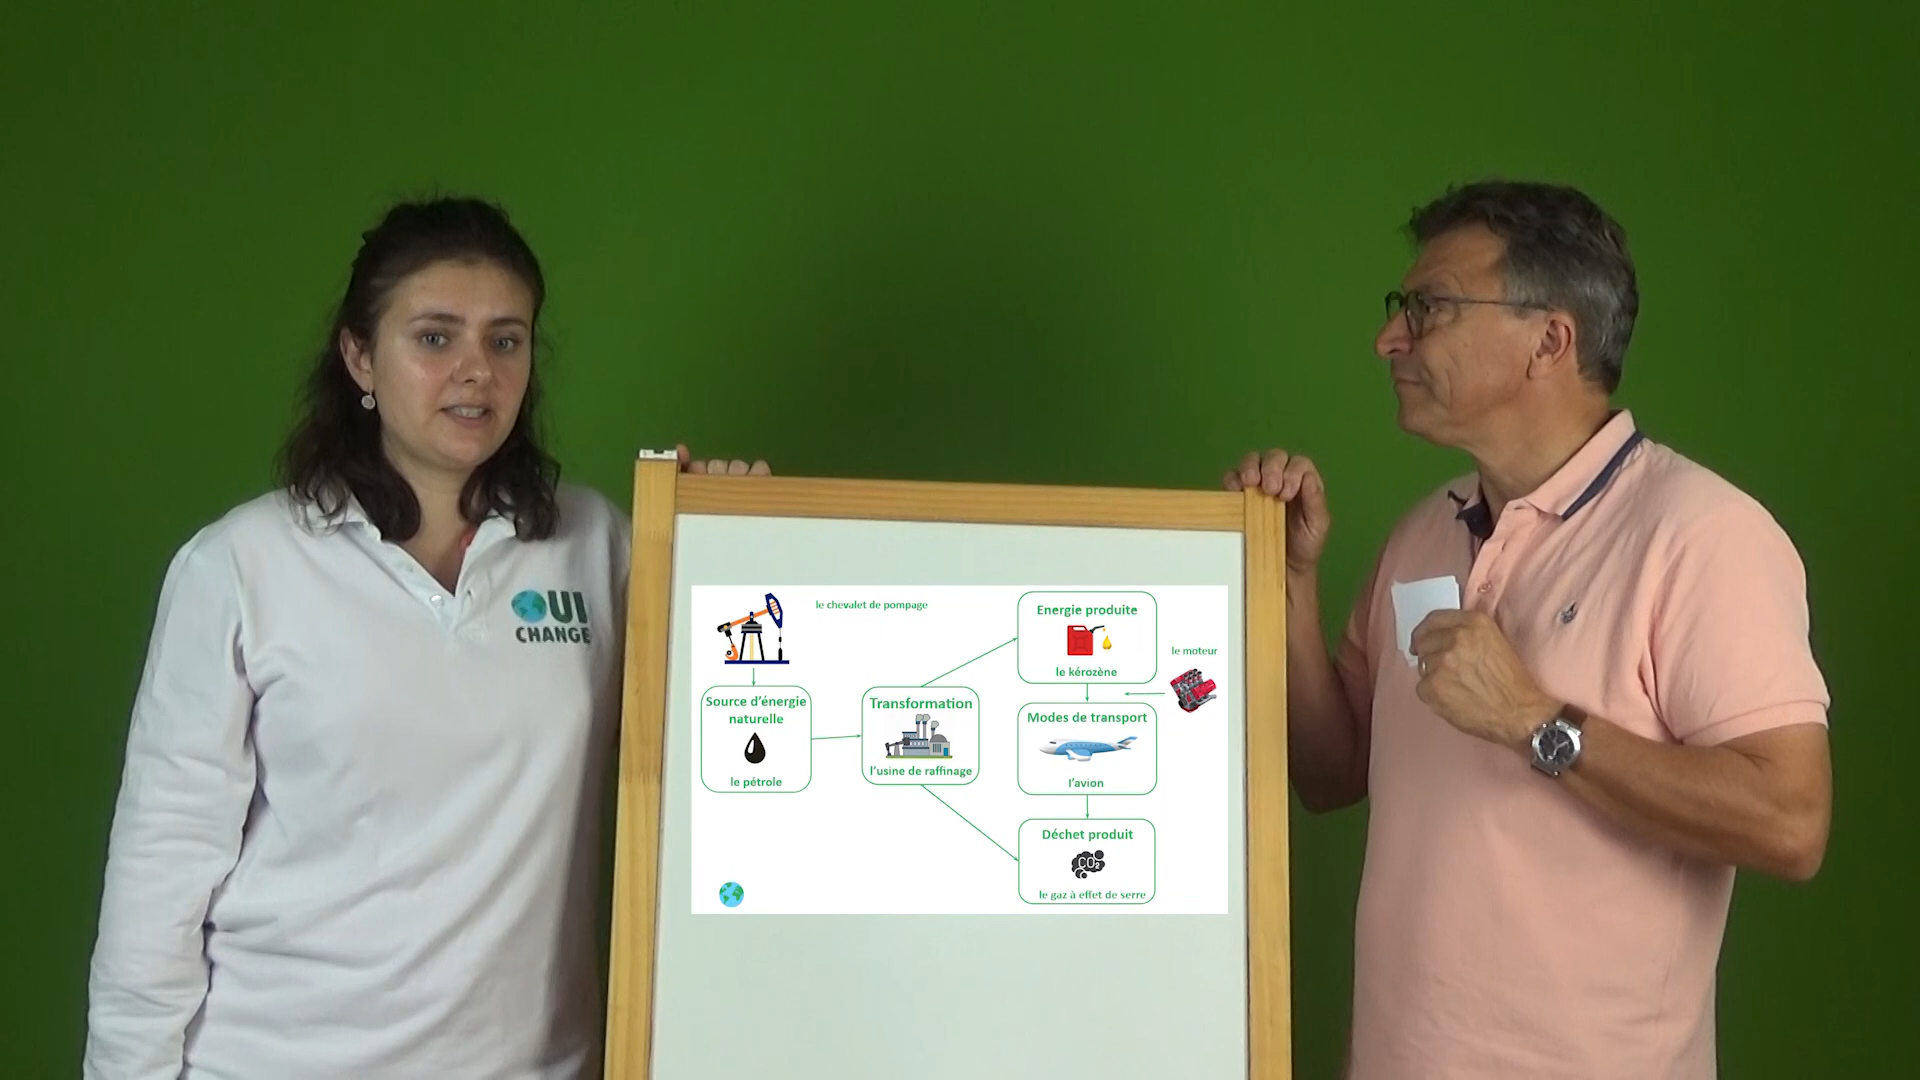 OUI
CHANGE
le chevalet de pompage
Source d'énergie
naturelle
le pétrole
Transformation
l'usine de raffinage
Energie produite
le kérozène
le moteur
Modes de transport
l'avion
Déchet produit
CO2
le gaz à effet de serre